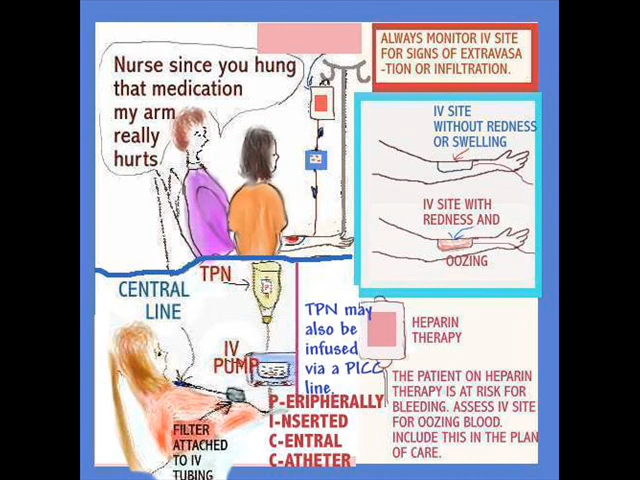 Nurse since you hung
that medication
my arm
really
hurts
ALWAYS MONITOR IV SITE
FOR SIGNS OF EXTRAVASA
-TION OR INFILTRATION.
IV SITE
WITHOUT REDNESS
OR SWELLING
IV SITE WITH
REDNESS AND
OOZING
TPN
CENTRAL
LINE
IV
PUMP
FILTER
ATTACHED
TO IV
TUBING
TPN may
also be
infused
via a PICC
line.
P-ERIPHERALLY
I-NSERTED
C-ENTRAL
C-ATHETER
HEPARIN
THERAPY
THE PATIENT ON HEPARIN
THERAPY IS AT RISK FOR
BLEEDING. ASSESS IV SITE
FOR OOZING BLOOD.
INCLUDE THIS IN THE PLAN
OF CARE.